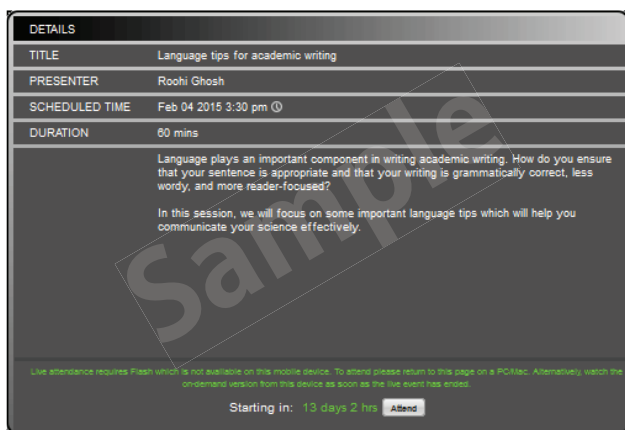 DETAILS
TITLE Language tips for academic writing
PRESENTER Roohi Ghosh
SCHEDULED TIME Feb 04 2015 3:30 pm
DURATION 60 mins
Language plays an important component in writing academic writing. How do you ensure
that your sentence is appropriate and that your writing is grammatically correct, less
wordy, and more reader-focused?
In this session, we will focus on some important language tips which will help you
communicate your science effectively.
Sample
Live attendance requires Flash which is not available on this mobile device. To attend please return to this page on a PC/Mac. Alternatively, watch the
on-demand version from this device as soon as the live event has ended.
Starting in: 13 days 2 hrs Attend